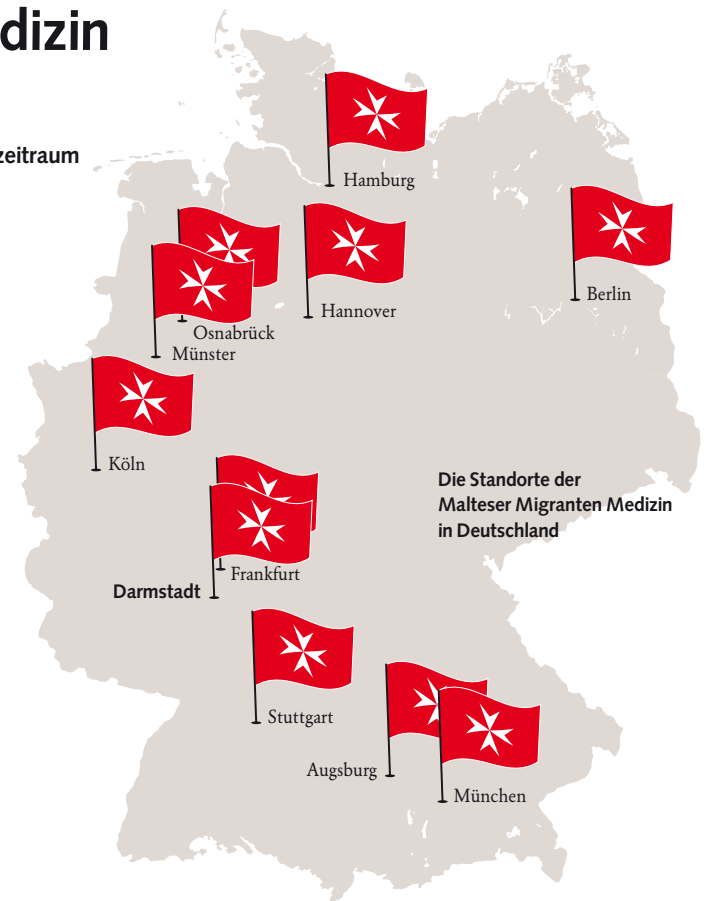 dizin
zeitraum
Hamburg
Berlin
Hannover
Osnabrück
Münster
Köln
Die Standorte der
Malteser Migranten Medizin
in Deutschland
Frankfurt
Darmstadt
Stuttgart
Augsburg
München